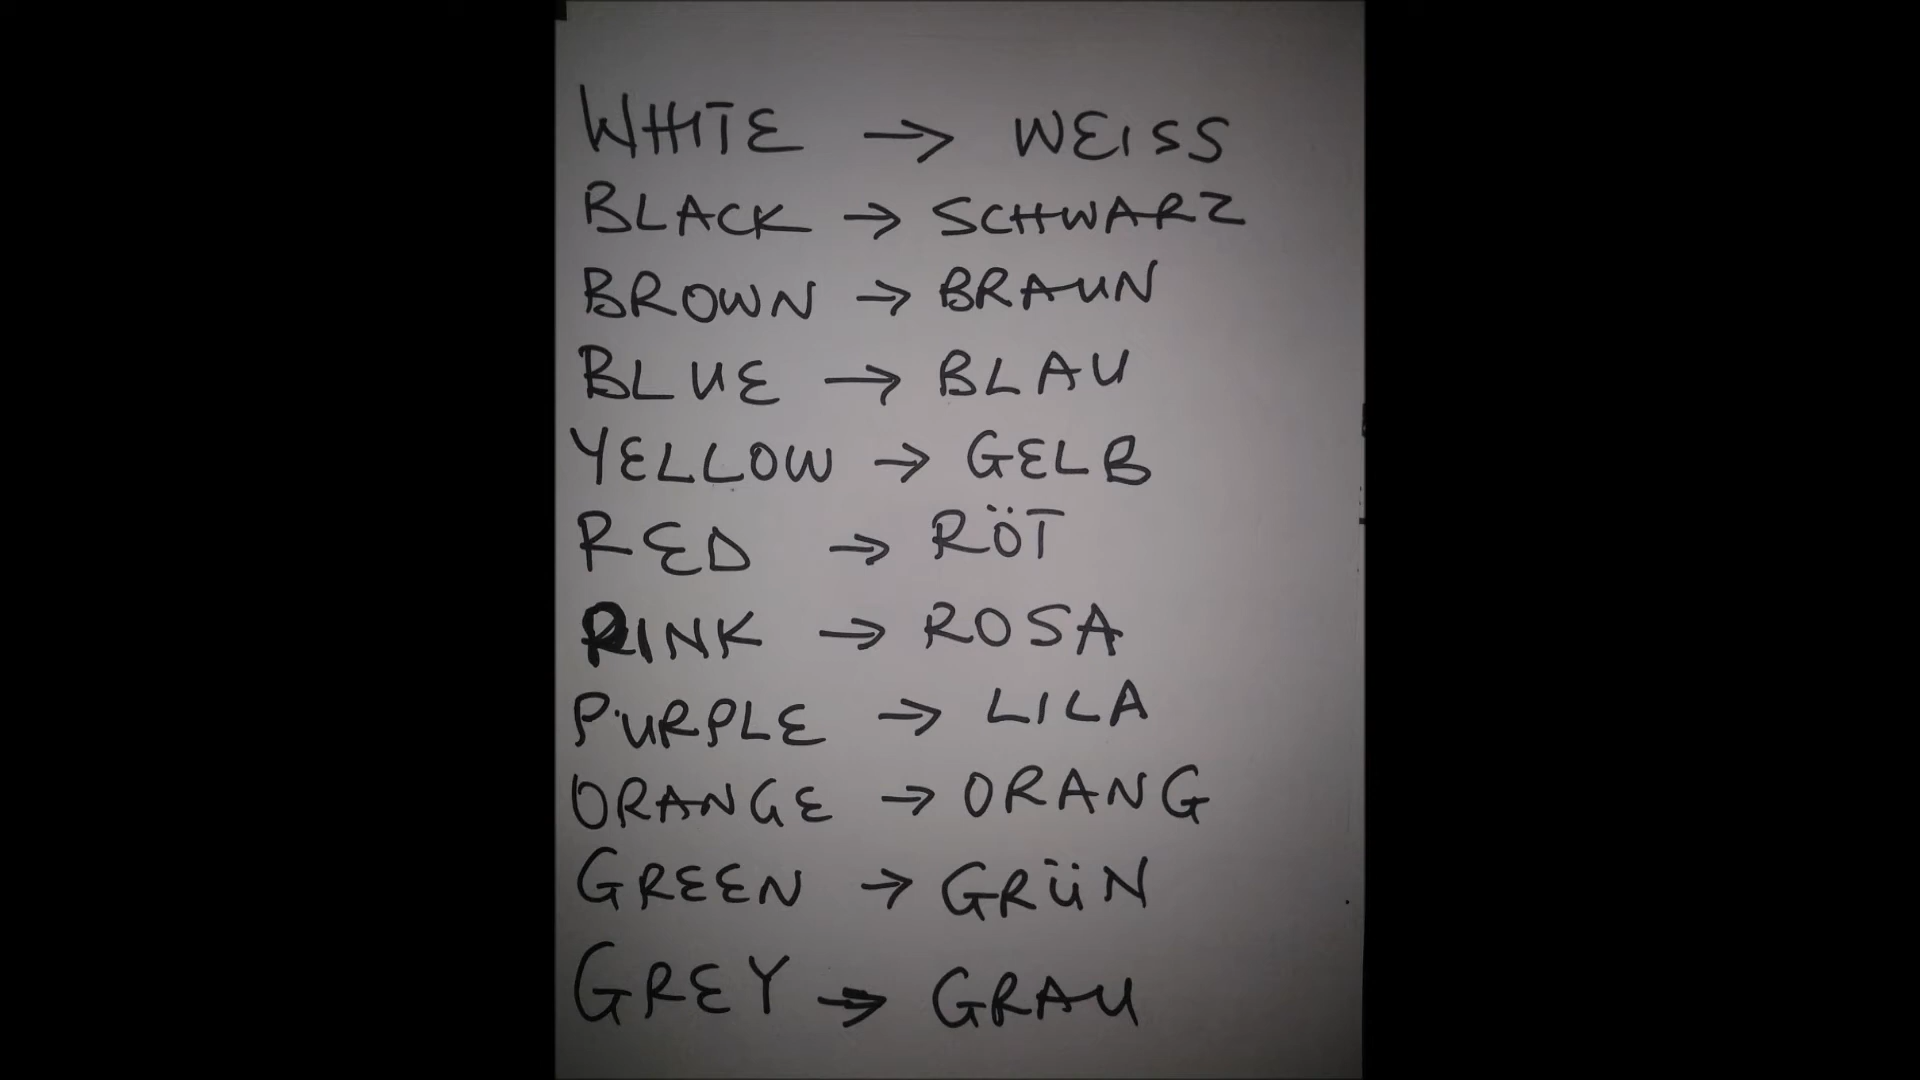 WHITE → WEISS
BLACK → SCHWARZ
BROWN → BRAUN
BLUE → BLAU
YELLOW → GELB
RED → RÖT
PINK → ROSA
PURPLE → LILA
ORANGE → ORANG
GREEN → GRÜN
GREY → GRAU